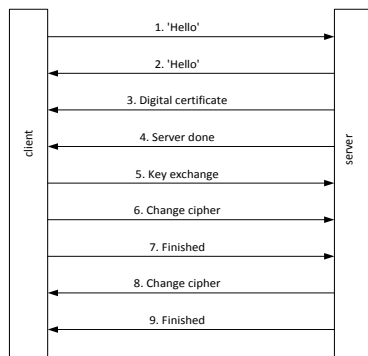 1. 'Hello'
2. 'Hello'
3. Digital certificate
4. Server done
5. Key exchange
6. Change cipher
7. Finished
8. Change cipher
9. Finished
client
server